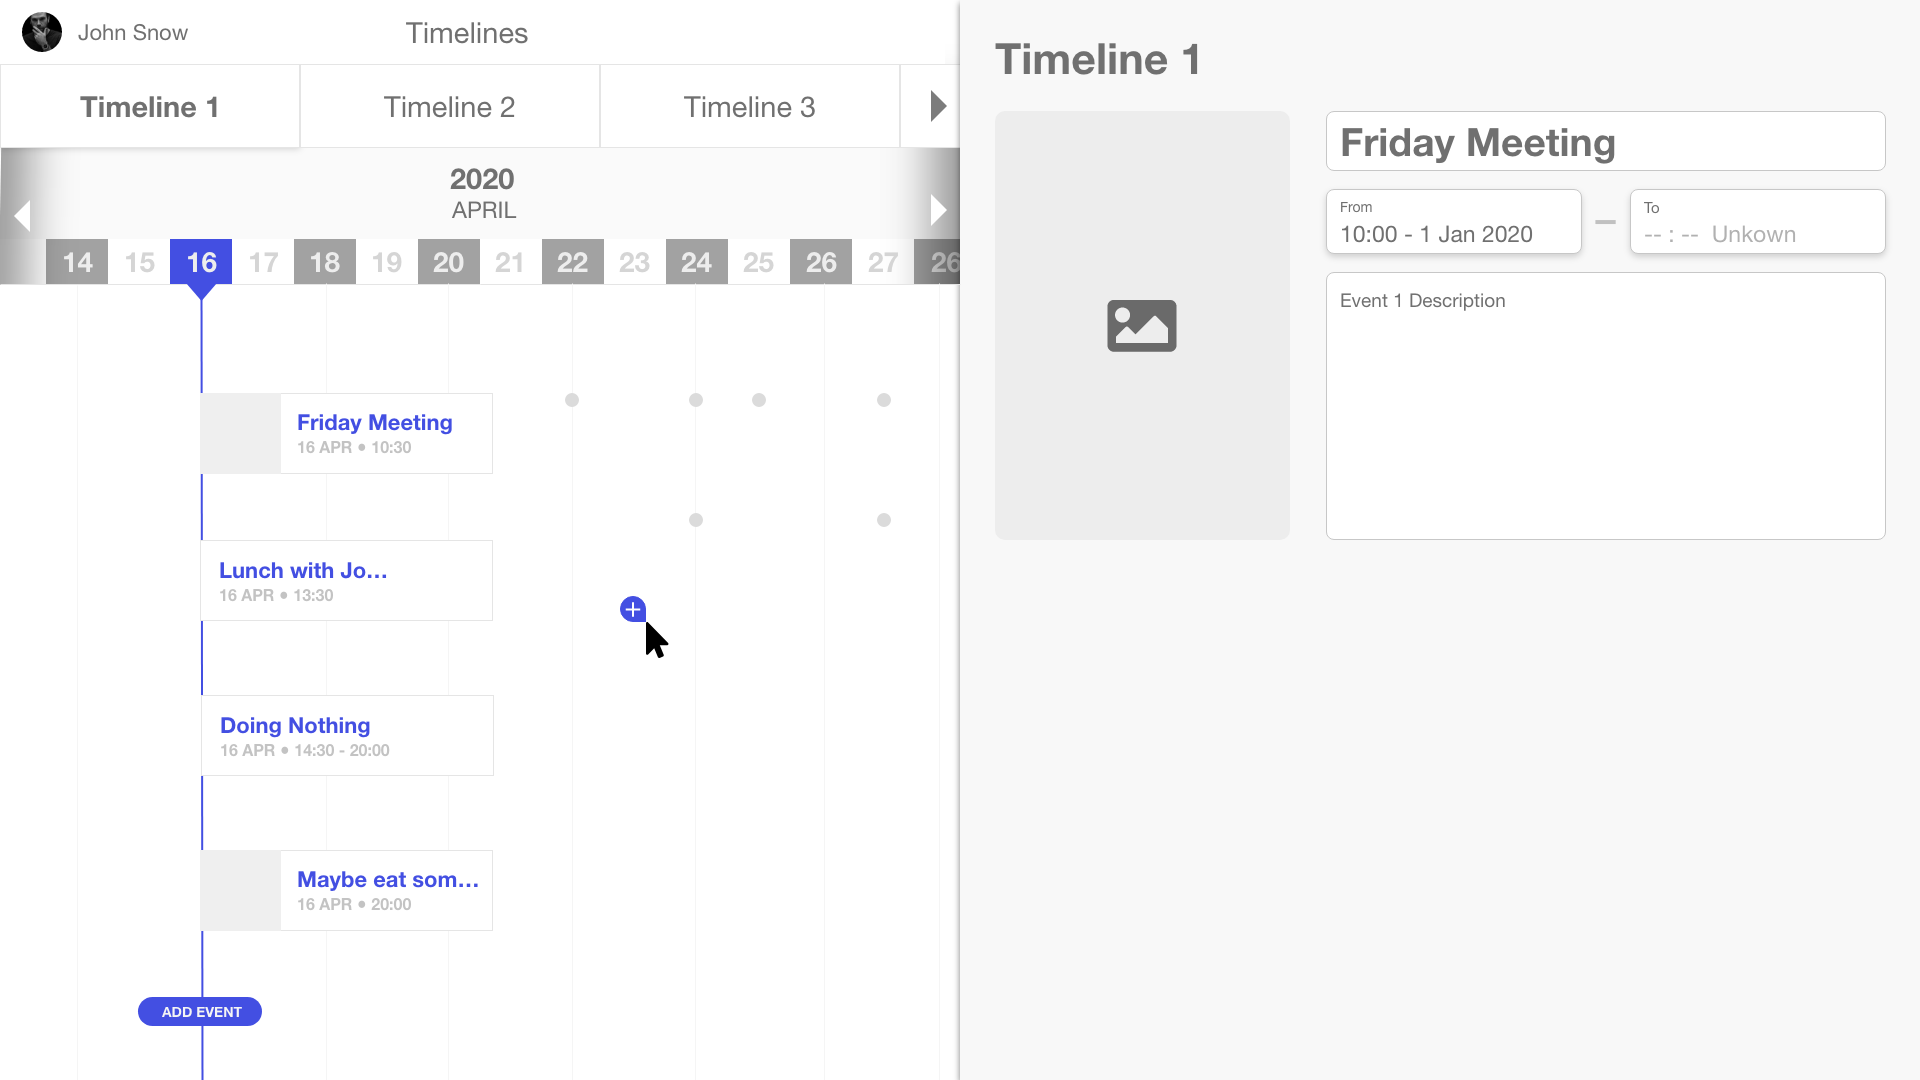 John Snow
Timelines
Timeline 1
Timeline 2
Timeline 3
2020
APRIL
14 15 16 17 18 19 20 21 22 23 24 25 26 27 26
Friday Meeting
16 APR • 10:30
Lunch with Jo...
16 APR • 13:30
Doing Nothing
16 APR • 14:30 - 20:00
Maybe eat som...
16 APR • 20:00
ADD EVENT
Timeline 1
Friday Meeting
From
10:00 - 1 Jan 2020
To
-- : -- Unkown
Event 1 Description